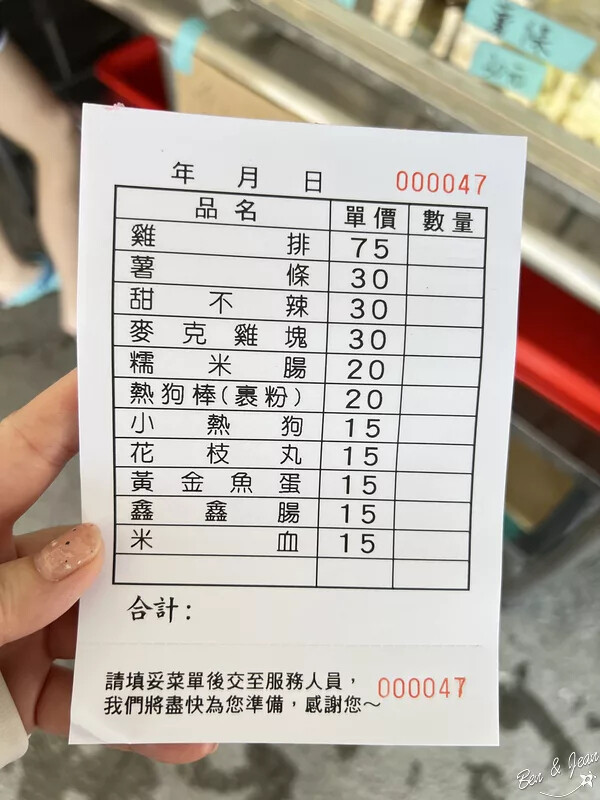 年 月 日 000047
品名 單價 數量
雞排 75
薯條 30
甜不辣 30
麥克雞塊 30
糯米腸 20
熱狗棒(裹粉) 20
小熱狗 15
花枝丸 15
黃金魚蛋 15
鑫鑫腸 15
米血 15
合計:
請填妥菜單後交至服務人員， 000047
我們將盡快為您準備，感謝您～
Ben & Jean